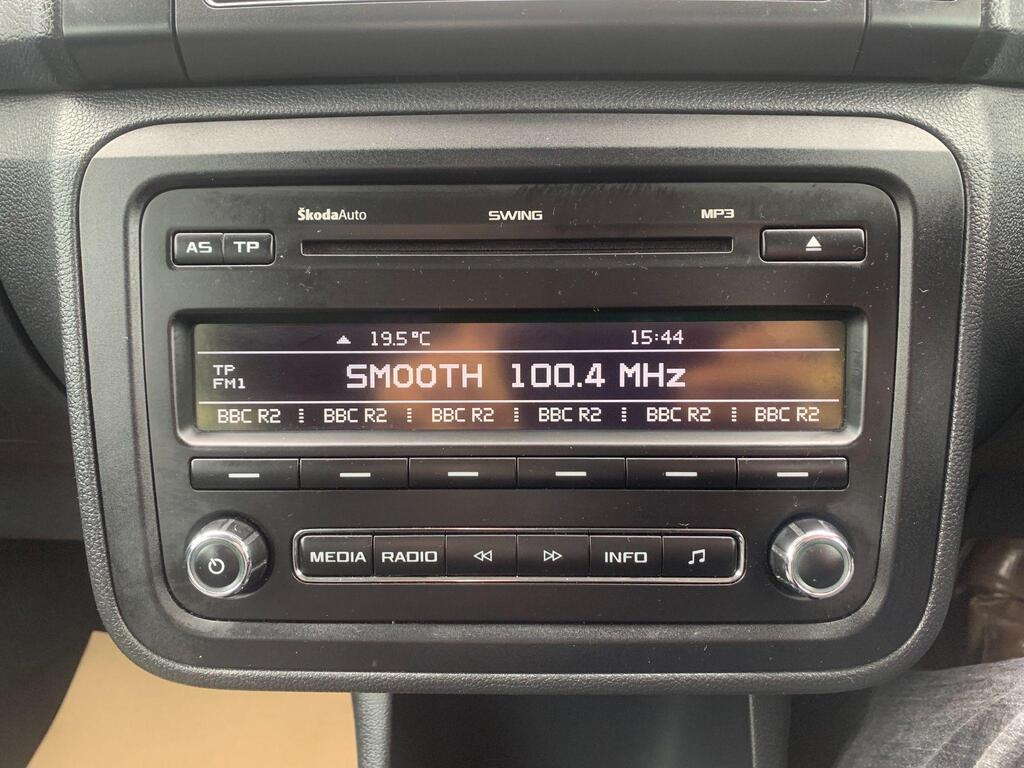 ŠkodaAuto SWING MP3
AS TP
19.5°C 15:44
TP
FM1
SMOOTH 100.4 MHz
BBC R2 BBC R2 BBC R2 BBC R2 BBC R2 BBC R2
MEDIA RADIO INFO